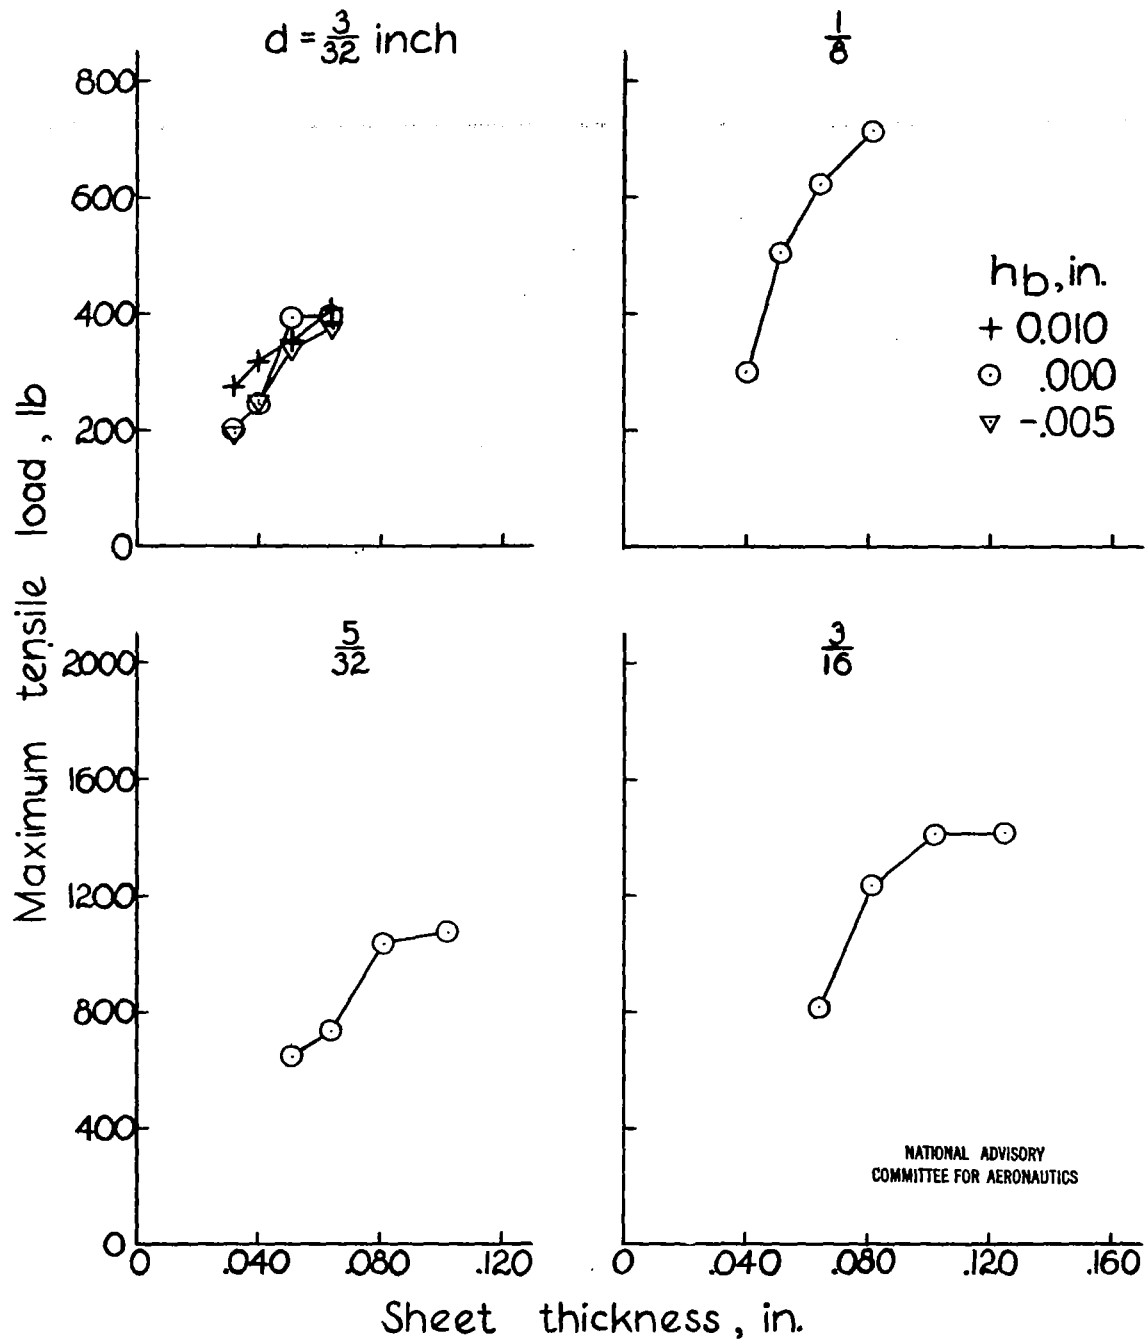 d = 3/32 inch
1/8
800
600
400
200
0
h_b, in.
+ 0.010
⊙ .000
▽ -.005
Maximum tensile load, lb
5/32
3/16
2000
1600
1200
800
400
0
0 .040 .080 .120
0 .040 .080 .120 .160
NATIONAL ADVISORY
COMMITTEE FOR AERONAUTICS
Sheet thickness, in.